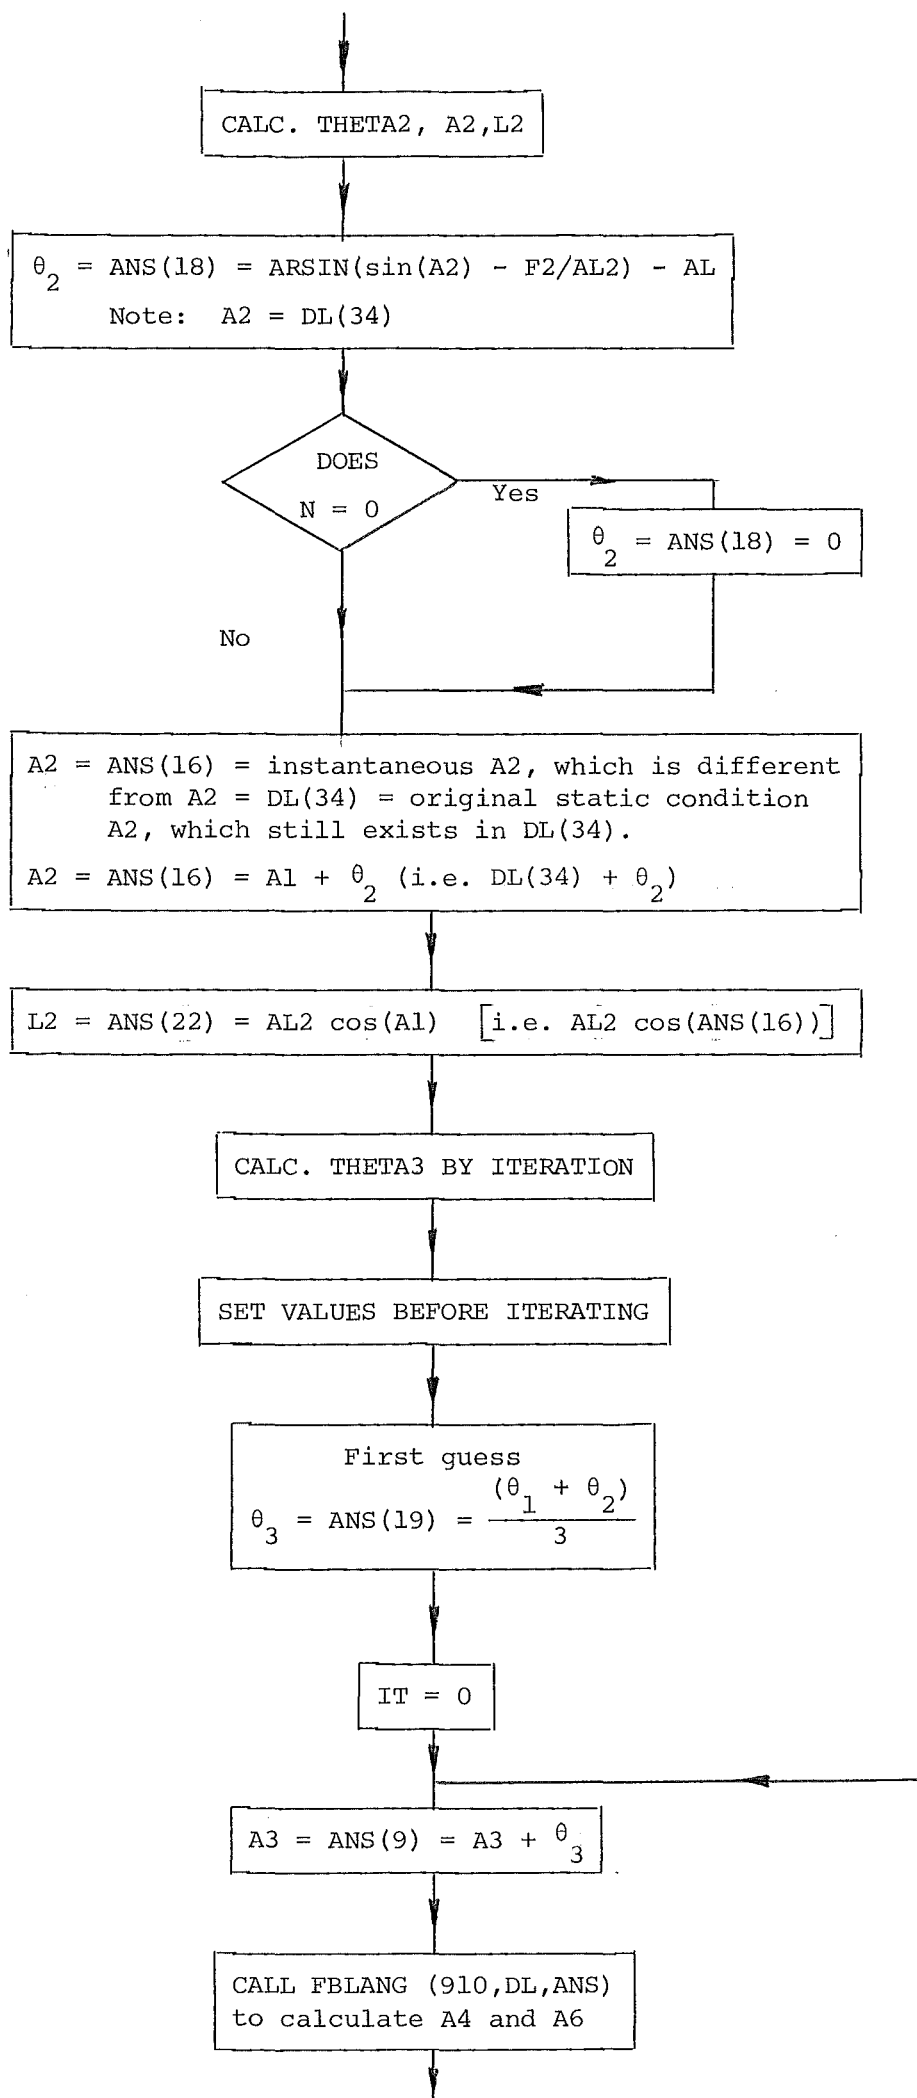 CALC. THETA2, A2,L2
θ2 = ANS(18) = ARSIN(sin(A2) - F2/AL2) - AL
Note: A2 = DL(34)
DOES
N = 0
Yes
θ2 = ANS(18) = 0
No
A2 = ANS(16) = instantaneous A2, which is different
from A2 = DL(34) = original static condition
A2, which still exists in DL(34).
A2 = ANS(16) = A1 + θ2 (i.e. DL(34) + θ2)
L2 = ANS(22) = AL2 cos(A1) [i.e. AL2 cos(ANS(16))]
CALC. THETA3 BY ITERATION
SET VALUES BEFORE ITERATING
First guess
θ3 = ANS(19) = (θ1 + θ2)
3
IT = 0
A3 = ANS(9) = A3 + θ3
CALL FBLANG (910,DL,ANS)
to calculate A4 and A6